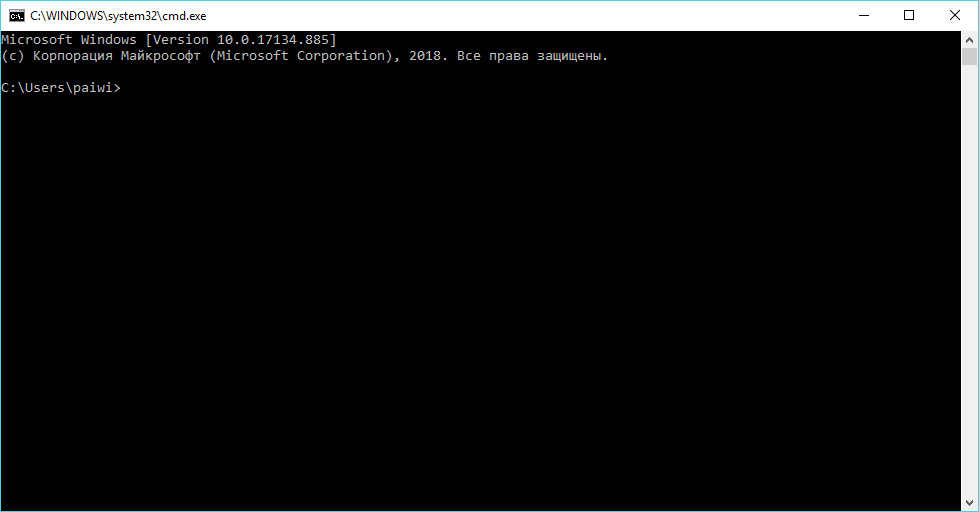 C:\WINDOWS\system32\cmd.exe
Microsoft Windows [Version 10.0.17134.885]
(c) Корпорация Майкрософт (Microsoft Corporation), 2018. Все права защищены.
C:\Users\paiwi>